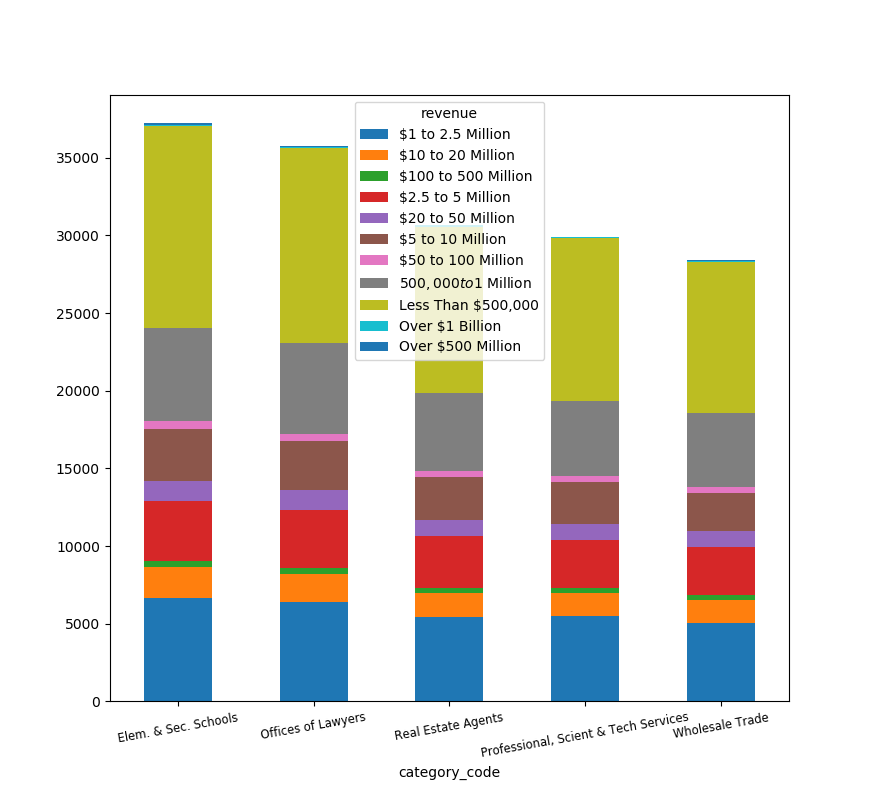 revenue
$1 to 2.5 Million
$10 to 20 Million
$100 to 500 Million
$2.5 to 5 Million
$20 to 50 Million
$5 to 10 Million
$50 to 100 Million
500,000to1 Million
Less Than $500,000
Over $1 Billion
Over $500 Million
35000
30000
25000
20000
15000
10000
5000
0
Elem. & Sec. Schools
Offices of Lawyers
Real Estate Agents
Professional, Scient & Tech Services
Wholesale Trade
category_code